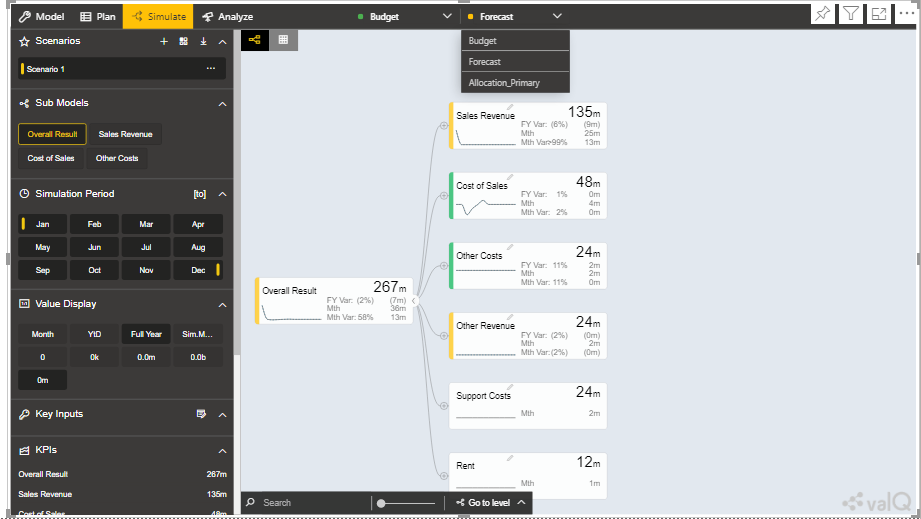 Model Plan Simulate Analyze Budget Forecast
Scenarios
Scenario 1
Sub Models
Overall Result Sales Revenue
Cost of Sales Other Costs
Simulation Period [to]
Jan Feb Mar Apr
May Jun Jul Aug
Sep Oct Nov Dec
Value Display
Month YtD Full Year Sim.M...
0 0k 0.0m 0.0b
0m
Key Inputs
KPIs
Overall Result 267m
Sales Revenue 135m
Cost of Sales 48m
Budget
Forecast
Allocation_Primary
Sales Revenue 135m
FY Var: (6%) (9m)
Mth 25m
Mth Var>99% 13m
Cost of Sales 48m
FY Var: 1% 0m
Mth 4m
Mth Var: 2% 0m
Other Costs 24m
FY Var: 11% 2m
Mth 2m
Mth Var: 11% 0m
Overall Result 267m
FY Var: (2%) (7m)
Mth 36m
Mth Var: 58% 13m
Other Revenue 24m
FY Var: (2%) (0m)
Mth 2m
Mth Var:(2%) (0m)
Support Costs 24m
Mth 2m
Rent 12m
Mth 1m
Search Go to level
valQ